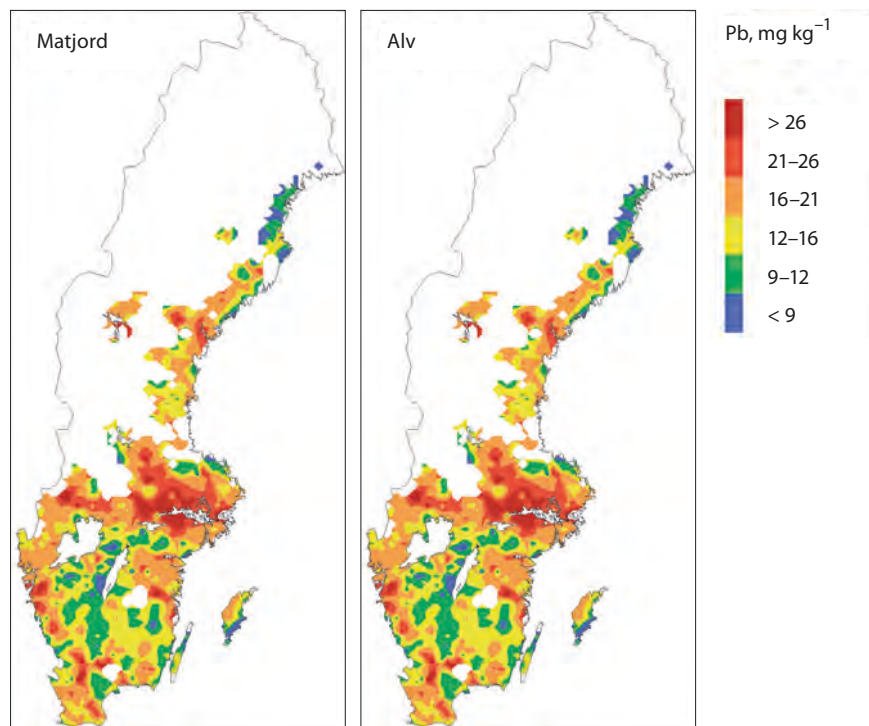 Matjord
Alv
Pb, mg kg⁻¹
> 26
21–26
16–21
12–16
9–12
< 9